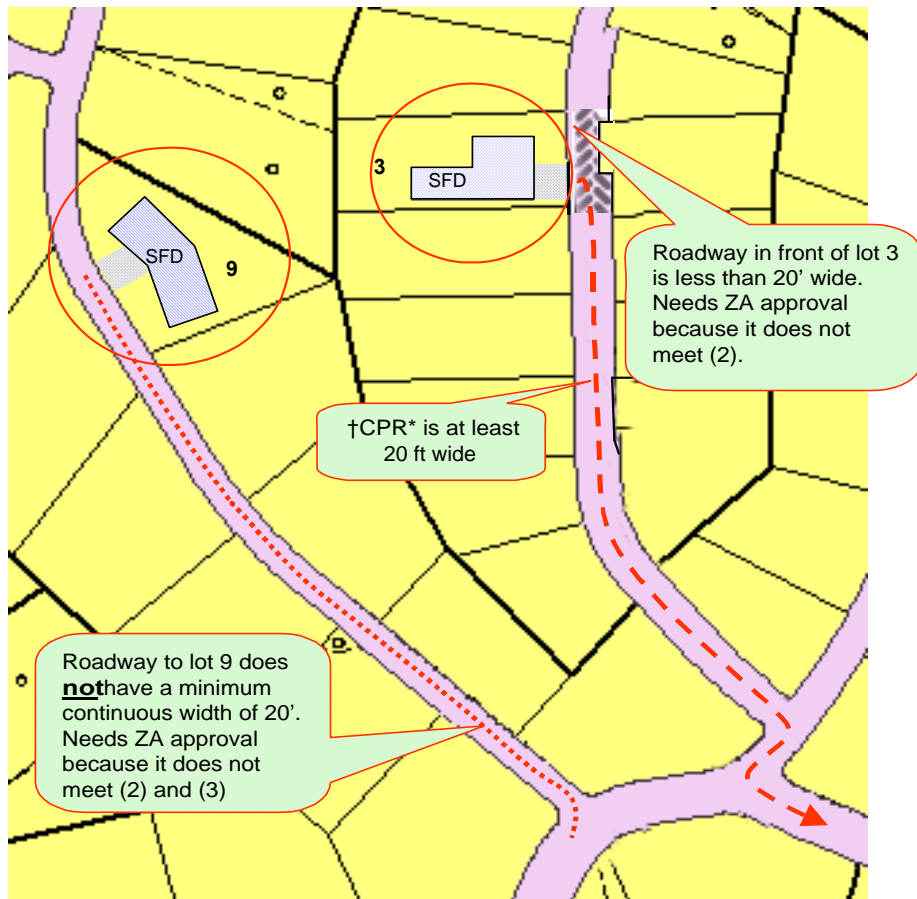 3
SFD
SFD
9
Roadway in front of lot 3
is less than 20’ wide.
Needs ZA approval
because it does not
meet (2).
†CPR* is at least
20 ft wide
Roadway to lot 9 does
nothave a minimum
continuous width of 20’.
Needs ZA approval
because it does not
meet (2) and (3)